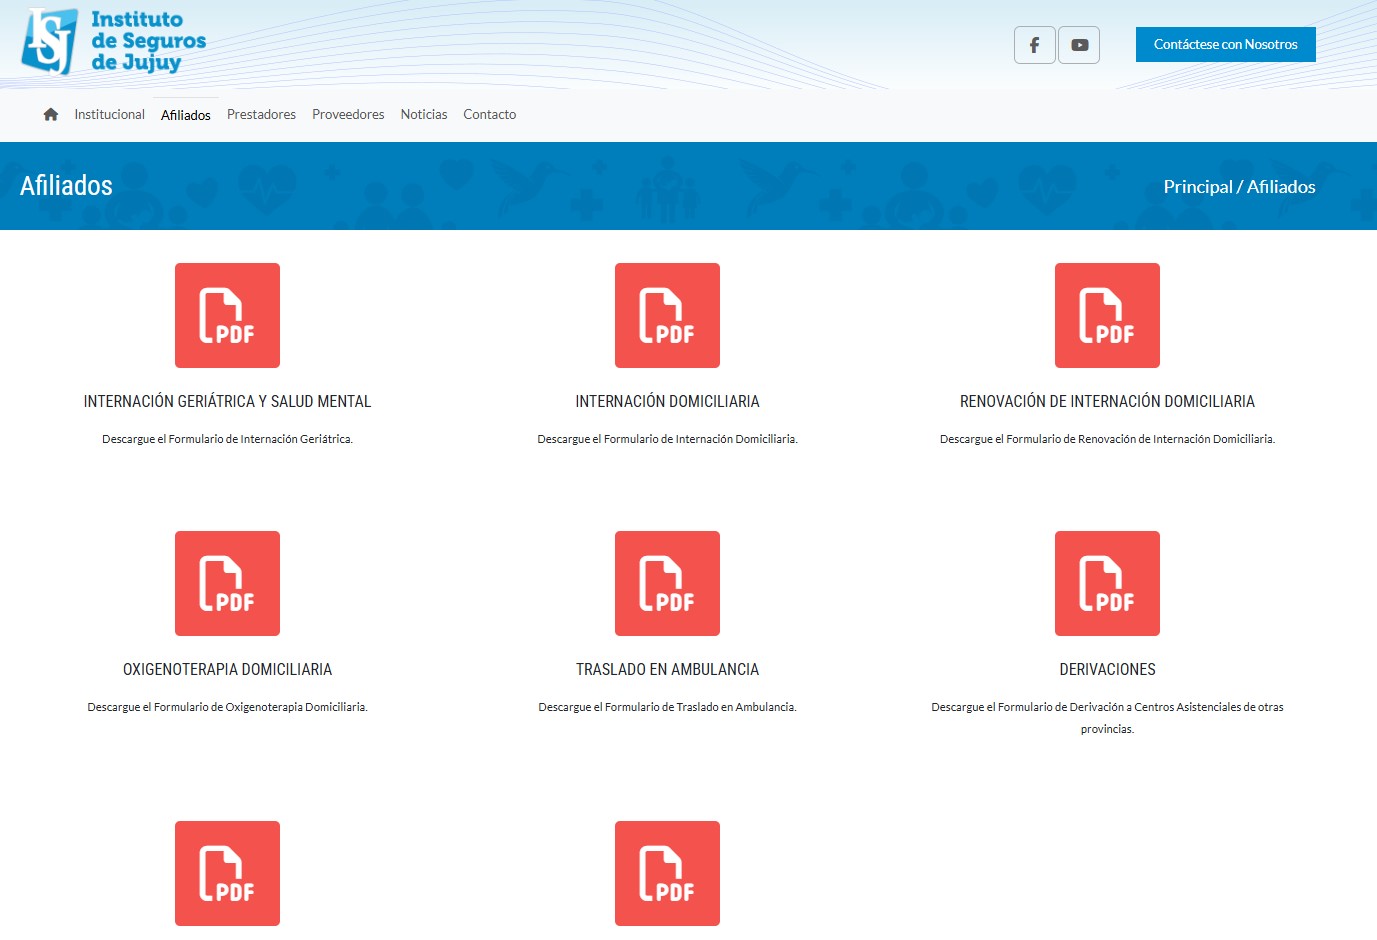 Instituto
de Seguros
de Jujuy
Contáctese con Nosotros
Institucional Afiliados Prestadores Proveedores Noticias Contacto
Afiliados
Principal / Afiliados
PDF PDF PDF
INTERNACIÓN GERIÁTRICA Y SALUD MENTAL
Descargue el Formulario de Internación Geriátrica.
INTERNACIÓN DOMICILIARIA
Descargue el Formulario de Internación Domiciliaria.
RENOVACIÓN DE INTERNACIÓN DOMICILIARIA
Descargue el Formulario de Renovación de Internación Domiciliaria.
PDF PDF PDF
OXIGENOTERAPIA DOMICILIARIA
Descargue el Formulario de Oxigenoterapia Domiciliaria.
TRASLADO EN AMBULANCIA
Descargue el Formulario de Traslado en Ambulancia.
DERIVACIONES
Descargue el Formulario de Derivación a Centros Asistenciales de otras
provincias.
PDF PDF